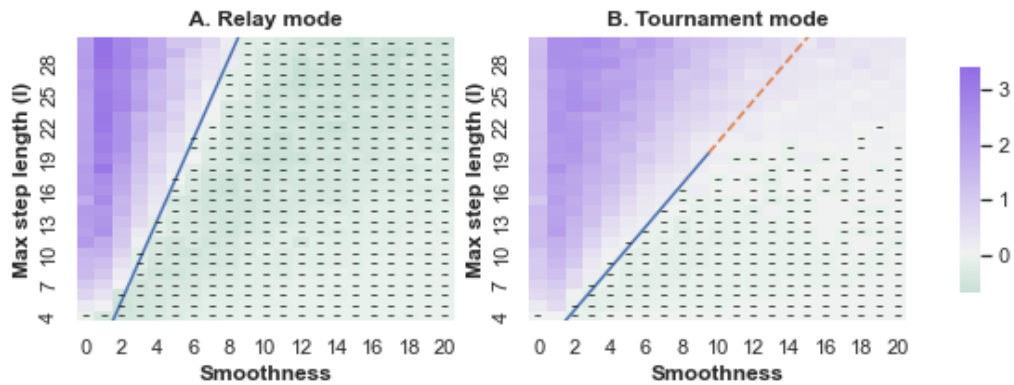 A. Relay mode
B. Tournament mode
Max step length (l)
28
25
22
19
16
13
10
7
4
0 2 4 6 8 10 12 14 16 18 20
Smoothness
Max step length (l)
28
25
22
19
16
13
10
7
4
0 2 4 6 8 10 12 14 16 18 20
Smoothness
3
2
1
0